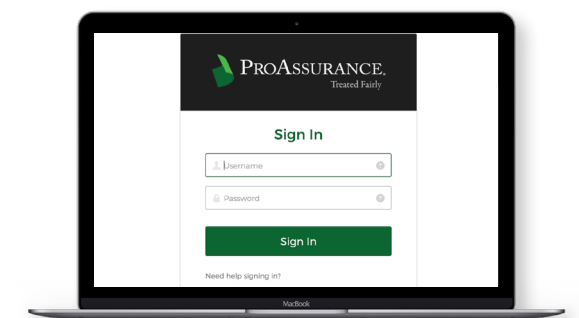 PROASSURANCE.
Treated Fairly
Sign In
Username
Password
Sign In
Need help signing in?
MacBook